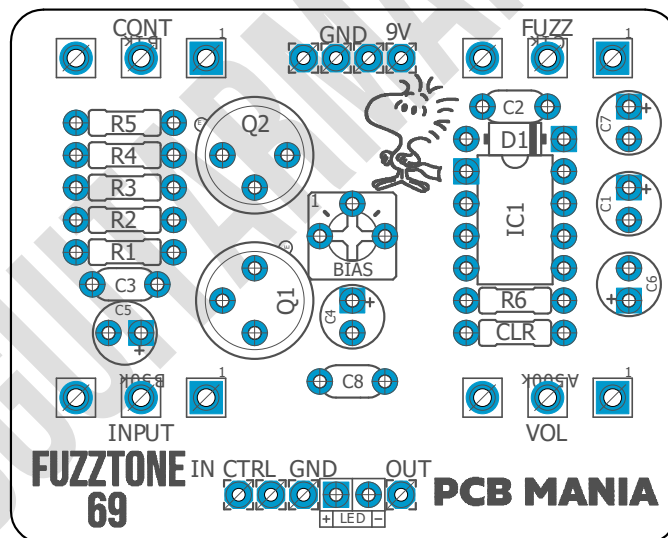 CONT 1 GND 9V FUZZ 1
R5
R4
R3
R2
R1
C3
C5
+
Q2
E
Q1
E
1
BIAS
C4 +
C8
C2
D1
IC1
R6
CLR
C7 +
C1 +
C6 +
B50k 1
INPUT
A500k 1
VOL
FUZZTONE
69
IN CTRL GND OUT
+ LED −
PCB MANIA